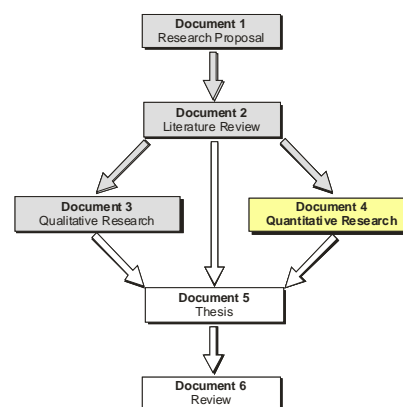 Document 1
Research Proposal
Document 2
Literature Review
Document 3
Qualitative Research
Document 4
Quantitative Research
Document 5
Thesis
Document 6
Review